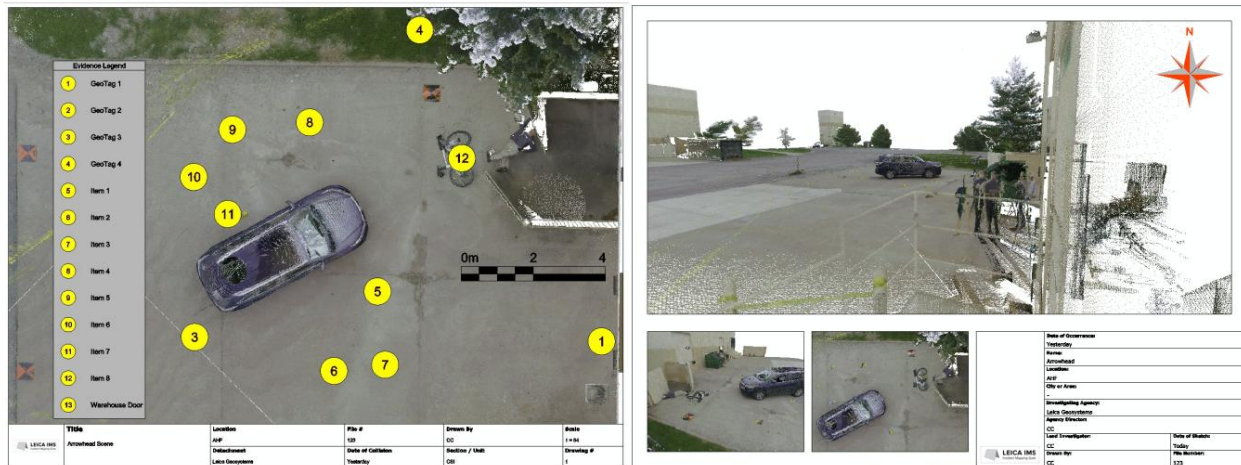 Evidence Legend
1 GeoTag 1
2 GeoTag 2
3 GeoTag 3
4 GeoTag 4
5 Item 1
6 Item 2
7 Item 3
8 Item 4
9 Item 5
10 Item 6
11 Item 7
12 Item 8
13 Warehouse Door
4
8
9
12
10
11
0m 2 4
5
3
1
7
6
LEICA IMS
Title
Arrowhead Scene
Location
AHF
File #
123
Drawn By
CC
Scale
1 = 64
Detachment
Leica Geosystems
Date of Collision
Yesterday
Section / Unit
CSI
Drawing #
1
N
Date of Occurrence:
Yesterday
Name:
Arrowhead
Location:
AHF
City or Area:
-
Investigating Agency:
Leica Geosystems
Agency Director:
CC
Lead Investigator:
CC
Date of Sketch:
Today
Drawn By:
CC
File Number:
123
LEICA IMS